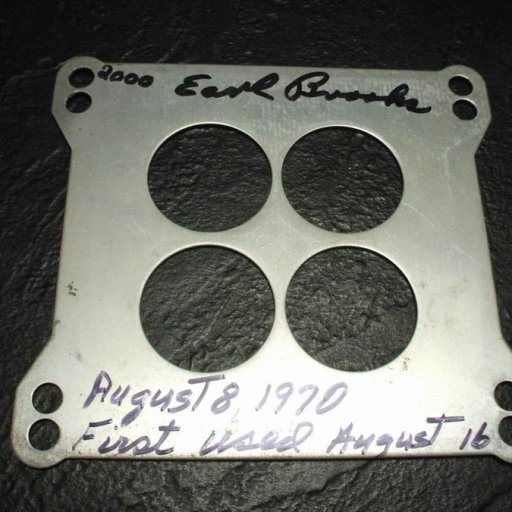 2000 Earl Brooks
August 8, 1970
First used August 16